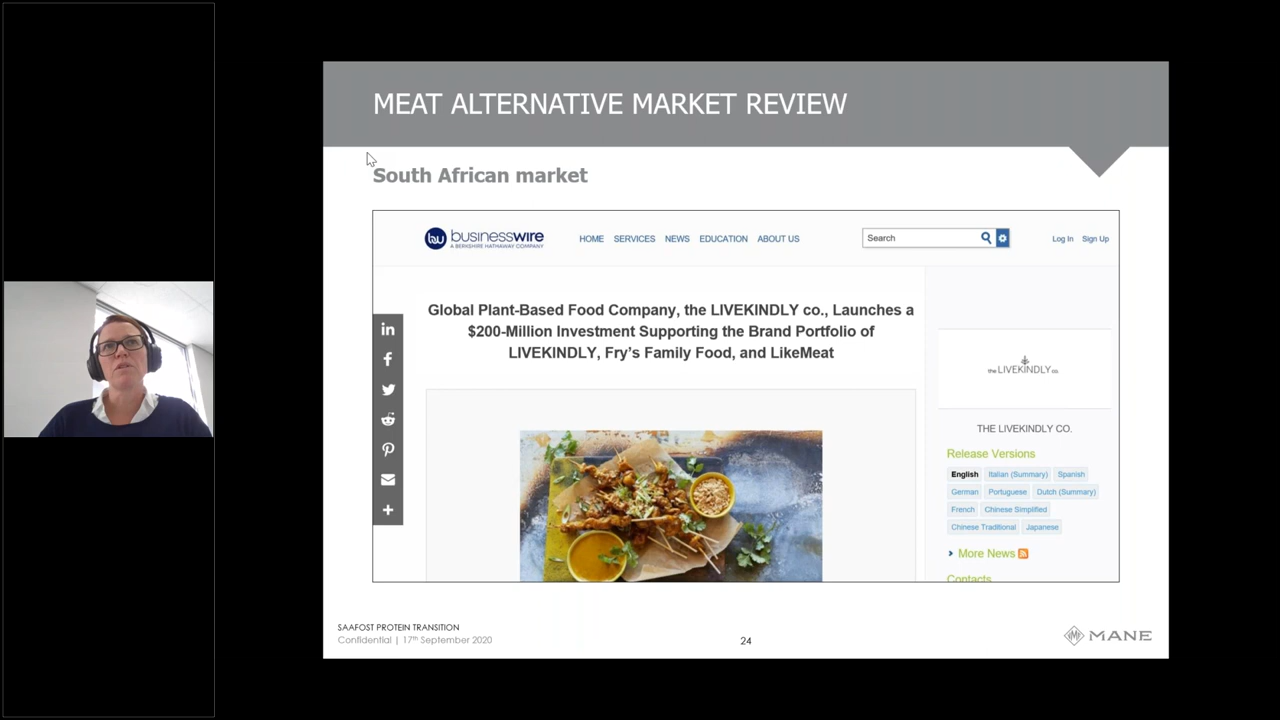 MEAT ALTERNATIVE MARKET REVIEW
South African market
businesswire
A BERKSHIRE HATHAWAY COMPANY
HOME SERVICES NEWS EDUCATION ABOUT US
Search
Log In Sign Up
Global Plant-Based Food Company, the LIVEKINDLY co., Launches a
$200-Million Investment Supporting the Brand Portfolio of
LIVEKINDLY, Fry's Family Food, and LikeMeat
the LIVEKINDLY co.
THE LIVEKINDLY CO.
Release Versions
English Italian (Summary) Spanish
German Portuguese Dutch (Summary)
French Chinese Simplified
Chinese Traditional Japanese
More News
Contacts
SAAFOST PROTEIN TRANSITION
Confidential | 17th September 2020
24
MANE